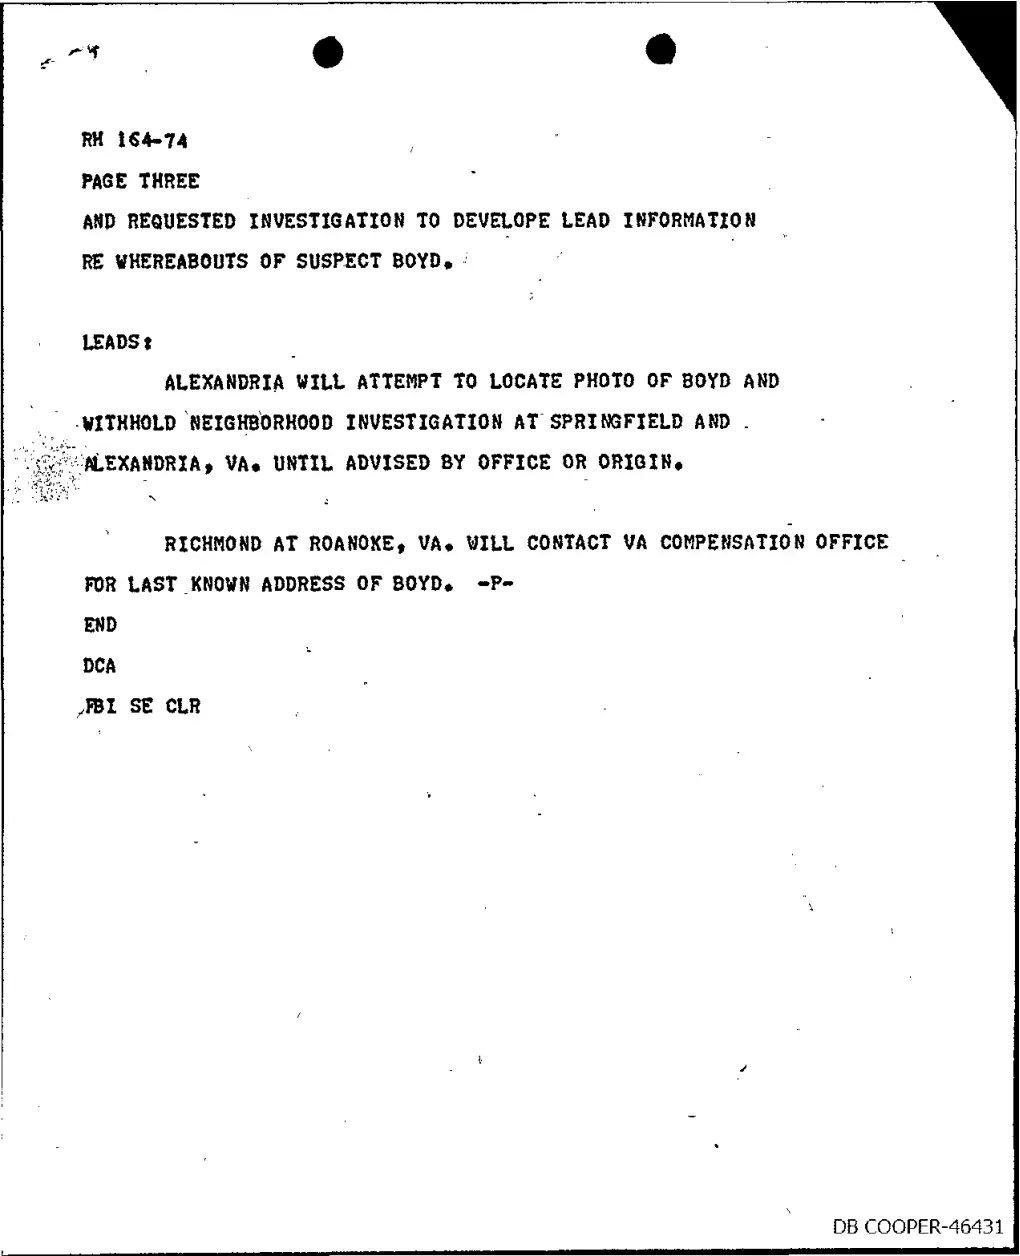 RH 164-74
PAGE THREE
AND REQUESTED INVESTIGATION TO DEVELOPE LEAD INFORMATION
RE WHEREABOUTS OF SUSPECT BOYD.
LEADS:
ALEXANDRIA WILL ATTEMPT TO LOCATE PHOTO OF BOYD AND
WITHHOLD NEIGHBORHOOD INVESTIGATION AT SPRINGFIELD AND
ALEXANDRIA, VA. UNTIL ADVISED BY OFFICE OR ORIGIN.
RICHMOND AT ROANOKE, VA. WILL CONTACT VA COMPENSATION OFFICE
FOR LAST KNOWN ADDRESS OF BOYD. -P-
END
DCA
FBI SE CLR
DB COOPER-46431